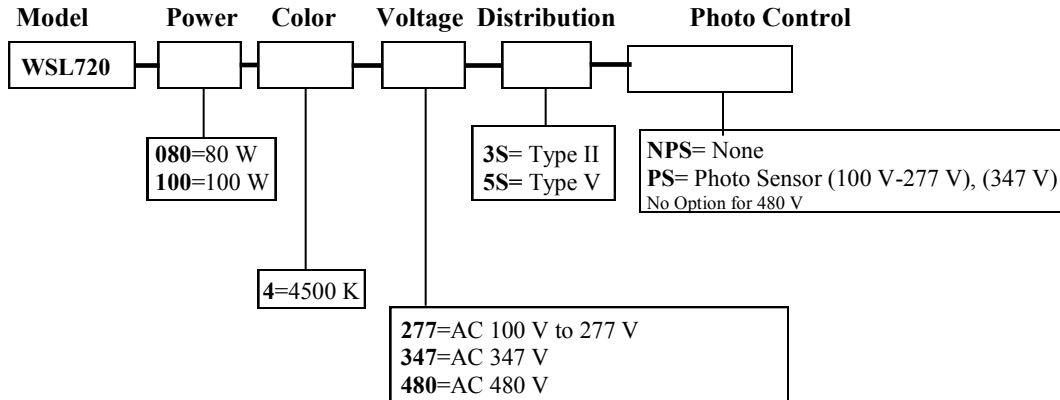 Model Power Color Voltage Distribution Photo Control
WSL720
080=80 W
100=100 W
3S= Type II
5S= Type V
NPS= None
PS= Photo Sensor (100 V-277 V), (347 V)
No Option for 480 V
4=4500 K
277=AC 100 V to 277 V
347=AC 347 V
480=AC 480 V